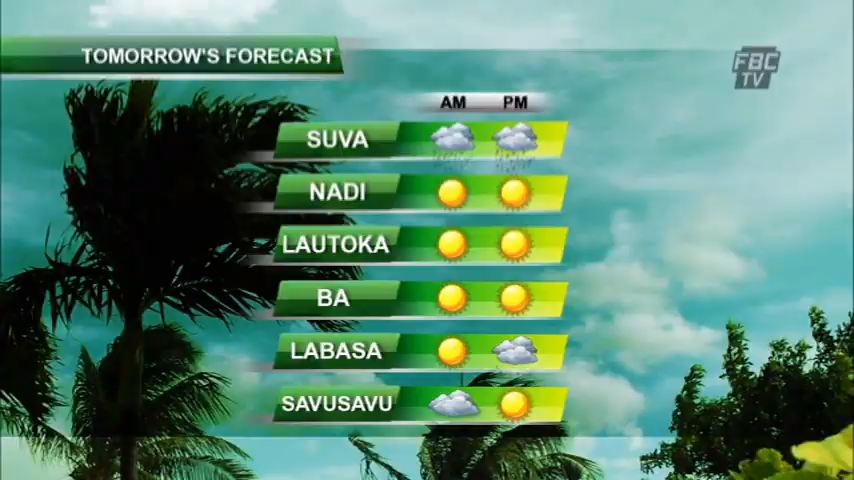 TOMORROW'S FORECAST
FBC
TV
AM PM
SUVA
NADI
LAUTOKA
BA
LABASA
SAVUSAVU